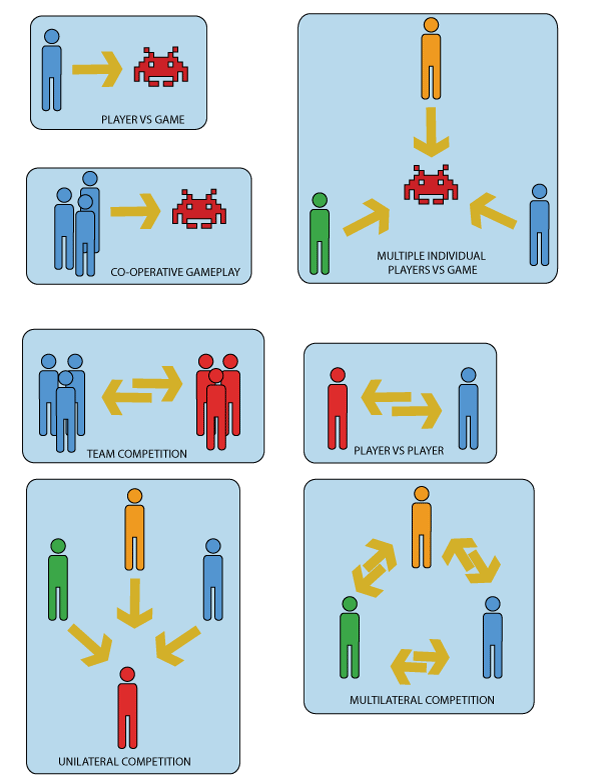 PLAYER VS GAME
CO-OPERATIVE GAMEPLAY
MULTIPLE INDIVIDUAL
PLAYERS VS GAME
TEAM COMPETITION
PLAYER VS PLAYER
UNILATERAL COMPETITION
MULTILATERAL COMPETITION